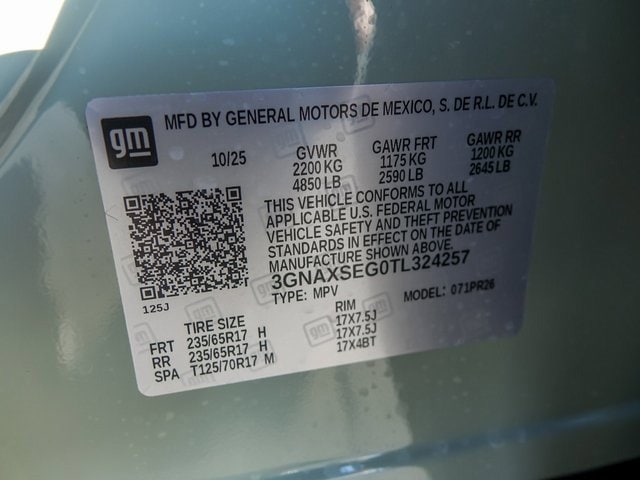 MFD BY GENERAL MOTORS DE MEXICO, S. DE R.L. DE C.V.
gm
10/25 GVWR GAWR FRT GAWR RR
2200 KG 1175 KG 1200 KG
4850 LB 2590 LB 2645 LB
THIS VEHICLE CONFORMS TO ALL
APPLICABLE U.S. FEDERAL MOTOR
VEHICLE SAFETY AND THEFT PREVENTION
STANDARDS IN EFFECT ON THE DATE OF
MANUFACTURE SHOWN ABOVE.
3GNAXSEG0TL324257
TYPE: MPV MODEL: 071PR26
125J
TIRE SIZE RIM
FRT 235/65R17 H 17X7.5J
RR 235/65R17 H 17X7.5J
SPA T125/70R17 M 17X4BT